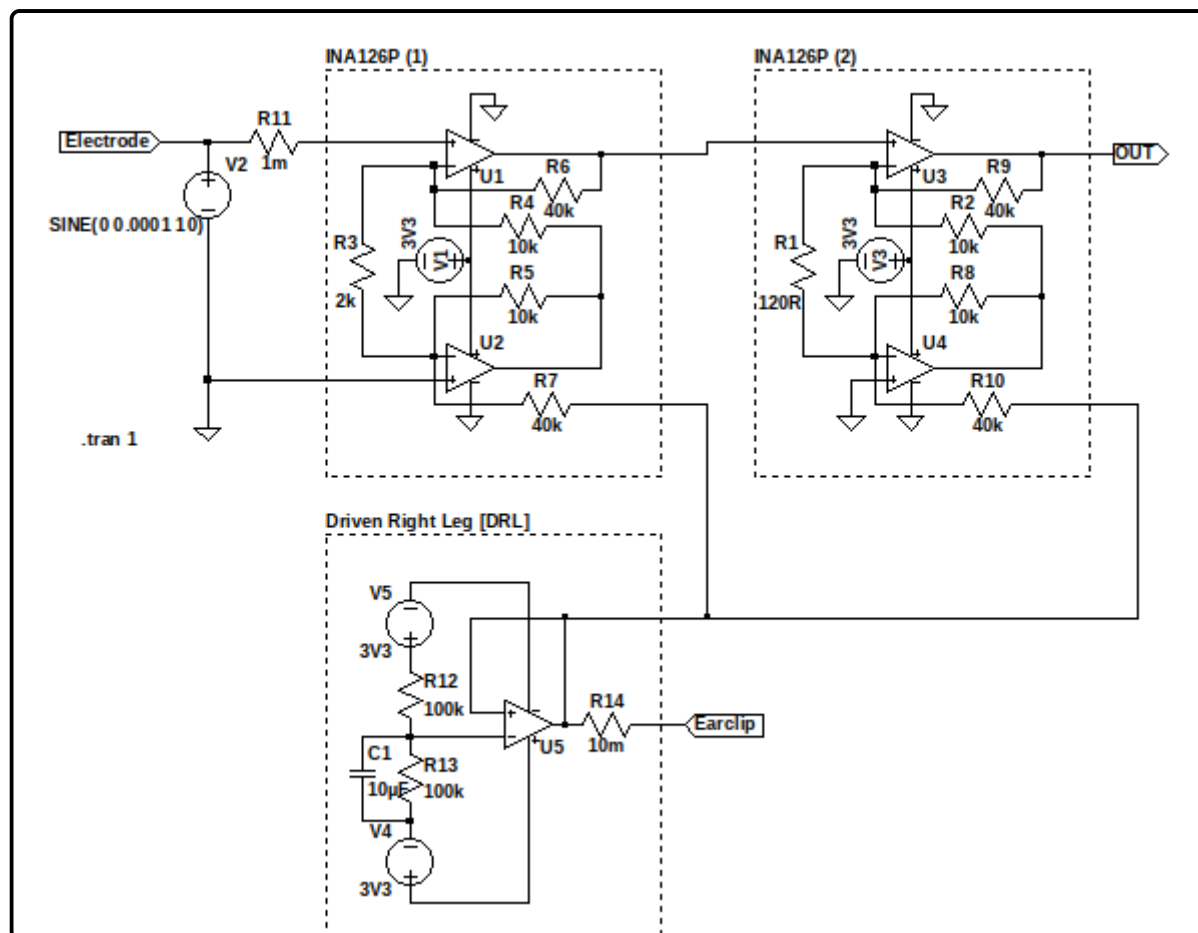 INA126P (1)
INA126P (2)
Electrode
R11
1m
V2
SINE(0 0.0001 10)
U1
R6
40k
R4
10k
R3
2k
3V3
V1
R5
10k
U2
R7
40k
.tran 1
OUT
U3
R9
40k
R2
10k
R1
120R
3V3
V3
R8
10k
U4
R10
40k
Driven Right Leg [DRL]
V5
3V3
R12
100k
R14
10m
Earclip
U5
C1
10µF
R13
100k
V4
3V3